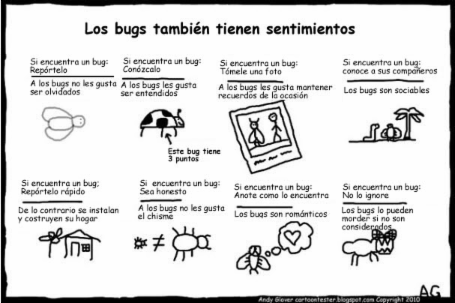 Los bugs también tienen sentimientos
Si encuentra un bug:
Repórtelo
A los bugs no les gusta
ser olvidados
Si encuentra un bug:
Conózcalo
A los bugs les gusta
ser entendidos
Este bug tiene
3 puntos
Si encuentra un bug:
Tómele una foto
A los bugs les gusta mantener
recuerdos de la ocasión
Si encuentra un bug:
conoce a sus compañeros
Los bugs son sociables
Si encuentra un bug:
Repórtelo rápido
De lo contrario se instalan
y costruyen su hogar
Si encuentra un bug:
Sea honesto
A los bugs no les gusta
el chisme
Si encuentra un bug:
Anote como lo encuentra
Los bugs son románticos
Si encuentra un bug:
No lo ignore
Los bugs lo pueden
morder si no son
considerados
AG
Andy Glover cartoontester.blogspot.com Copyright 2010